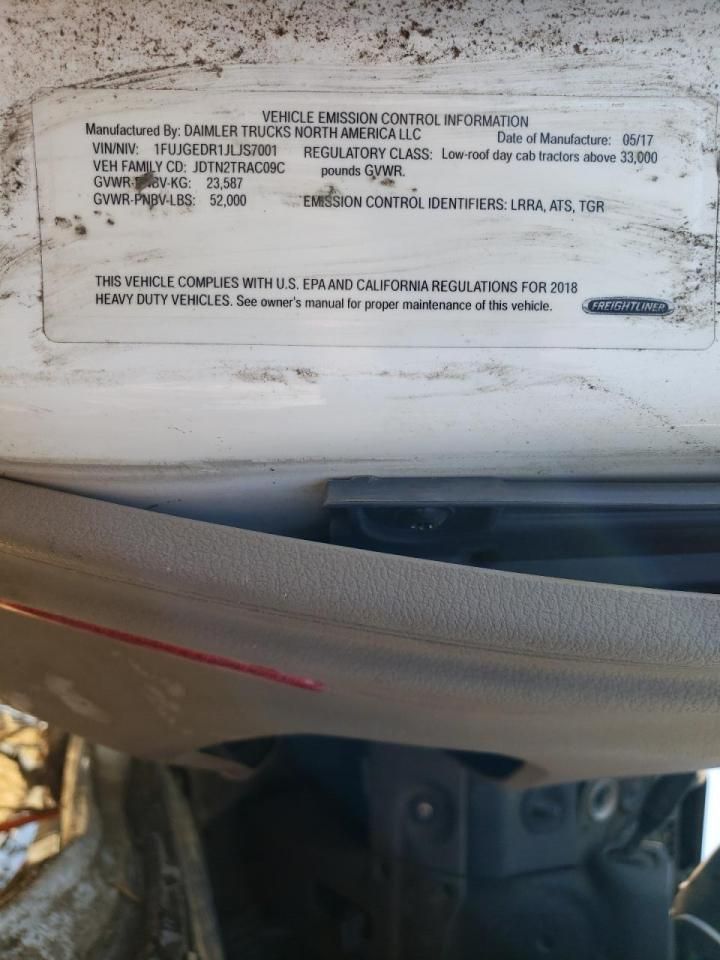 VEHICLE EMISSION CONTROL INFORMATION
Manufactured By: DAIMLER TRUCKS NORTH AMERICA LLC Date of Manufacture: 05/17
VIN/NIV: 1FUJGEDR1JLJS7001 REGULATORY CLASS: Low-roof day cab tractors above 33,000
VEH FAMILY CD: JDTN2TRAC09C pounds GVWR.
GVWR-PNBV-KG: 23,587
GVWR-PNBV-LBS: 52,000 EMISSION CONTROL IDENTIFIERS: LRRA, ATS, TGR
THIS VEHICLE COMPLIES WITH U.S. EPA AND CALIFORNIA REGULATIONS FOR 2018
HEAVY DUTY VEHICLES. See owner's manual for proper maintenance of this vehicle.
FREIGHTLINER